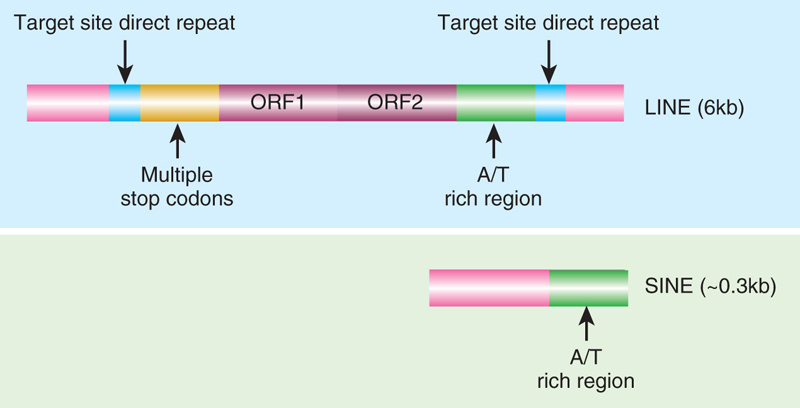 Target site direct repeat
Target site direct repeat
ORF1
ORF2
LINE (6kb)
Multiple
stop codons
A/T
rich region
SINE (~0.3kb)
A/T
rich region